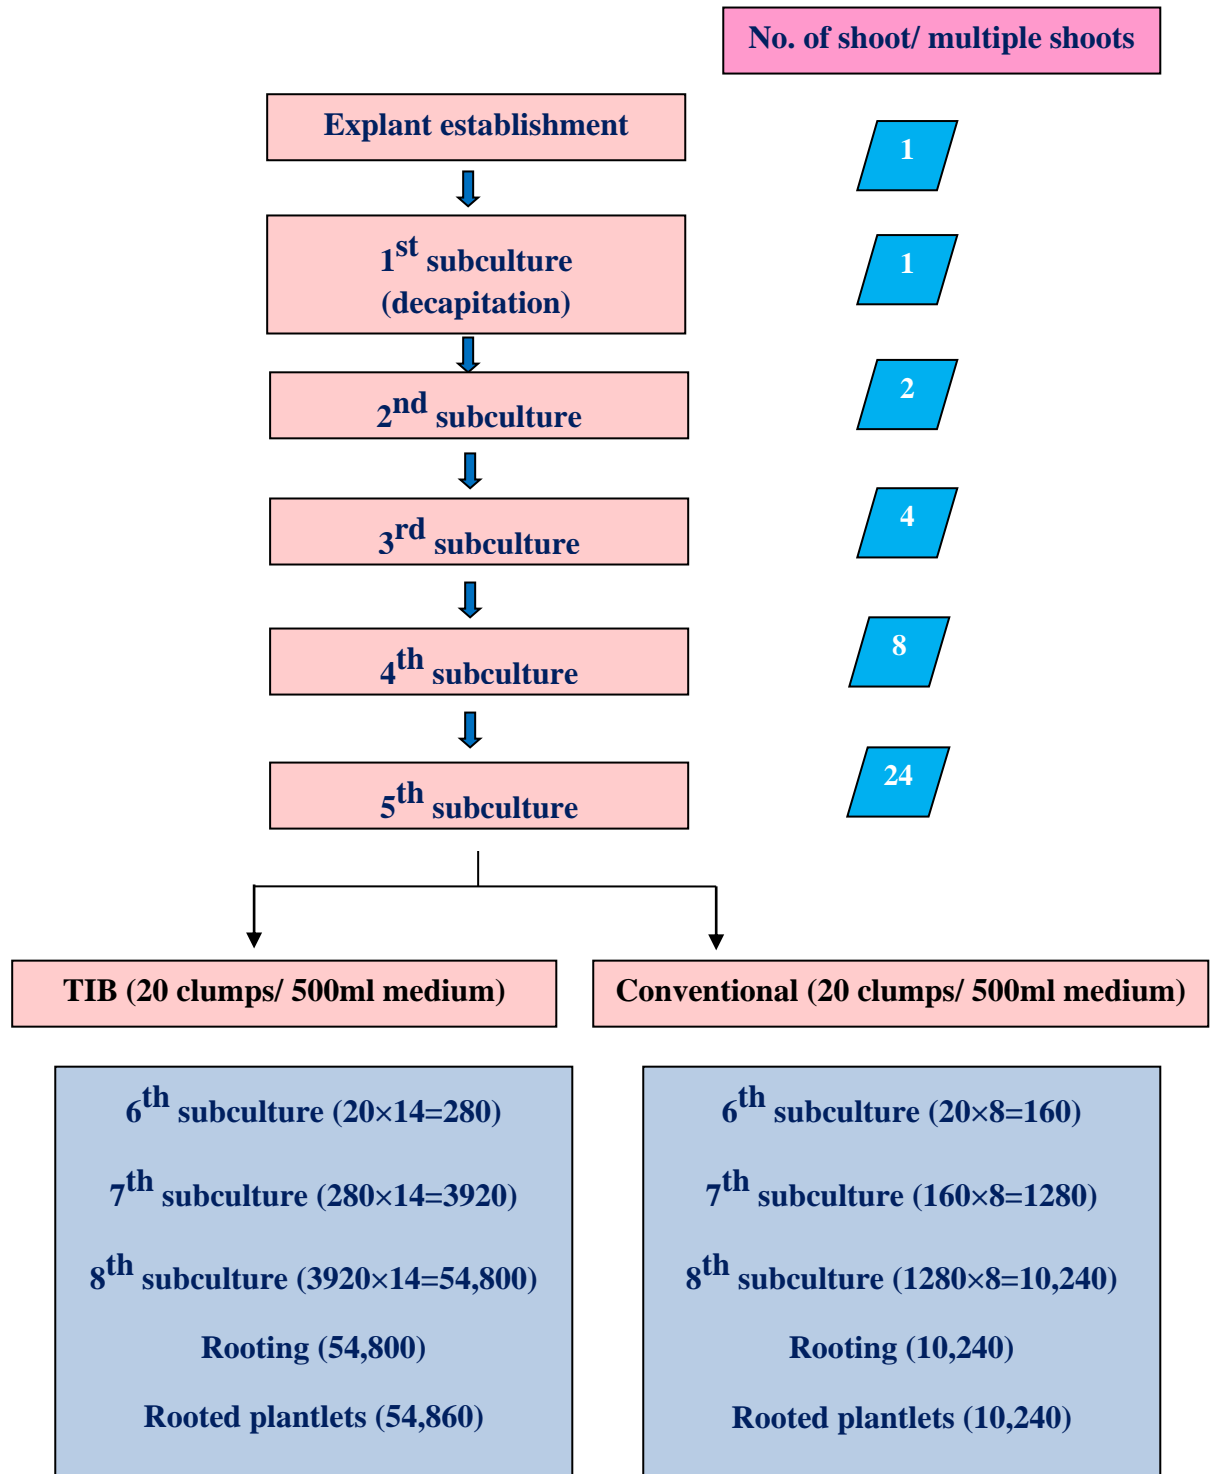 No. of shoot/ multiple shoots
Explant establishment
1
1st subculture
(decapitation)
1
2nd subculture
2
3rd subculture
4
4th subculture
8
5th subculture
24
TIB (20 clumps/ 500ml medium)
6th subculture (20×14=280)
7th subculture (280×14=3920)
8th subculture (3920×14=54,800)
Rooting (54,800)
Rooted plantlets (54,860)
Conventional (20 clumps/ 500ml medium)
6th subculture (20×8=160)
7th subculture (160×8=1280)
8th subculture (1280×8=10,240)
Rooting (10,240)
Rooted plantlets (10,240)